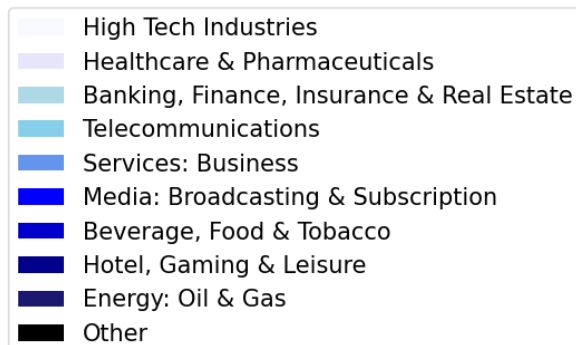 High Tech Industries
Healthcare & Pharmaceuticals
Banking, Finance, Insurance & Real Estate
Telecommunications
Services: Business
Media: Broadcasting & Subscription
Beverage, Food & Tobacco
Hotel, Gaming & Leisure
Energy: Oil & Gas
Other